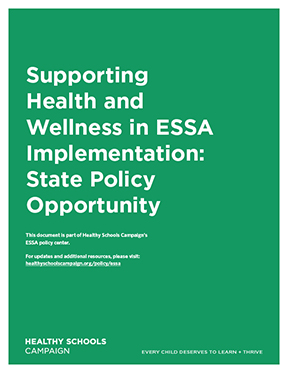 Supporting
Health and
Wellness in ESSA
Implementation:
State Policy
Opportunity
This document is part of Healthy Schools Campaign's
ESSA policy center.
For updates and additional resources, please visit:
healthyschoolscampaign.org/policy/essa
HEALTHY SCHOOLS
CAMPAIGN
EVERY CHILD DESERVES TO LEARN + THRIVE